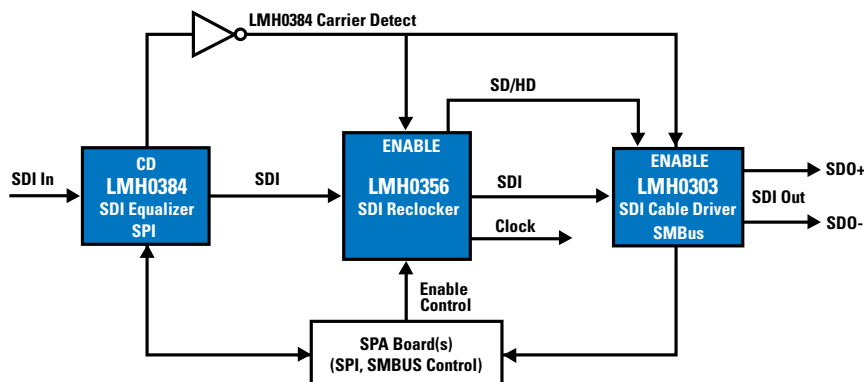 LMH0384 Carrier Detect
SD/HD
CD
LMH0384
SDI Equalizer
SPI
ENABLE
LMH0356
SDI Reclocker
ENABLE
LMH0303
SDI Cable Driver
SMBus
SDI In
SDI
SDI
Clock
SDO+
SDI Out
SDO-
Enable
Control
SPA Board(s)
(SPI, SMBUS Control)